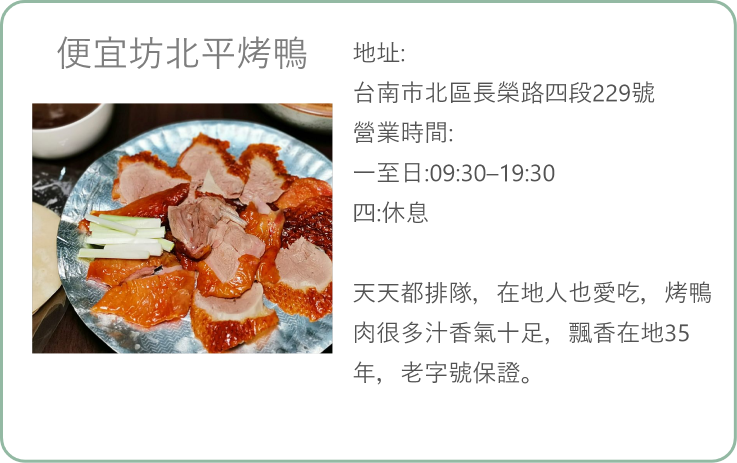 便宜坊北平烤鴨
地址:
台南市北區長榮路四段229號
營業時間:
一至日:09:30–19:30
四:休息
天天都排隊，在地人也愛吃，烤鴨
肉很多汁香氣十足，飄香在地35
年，老字號保證。